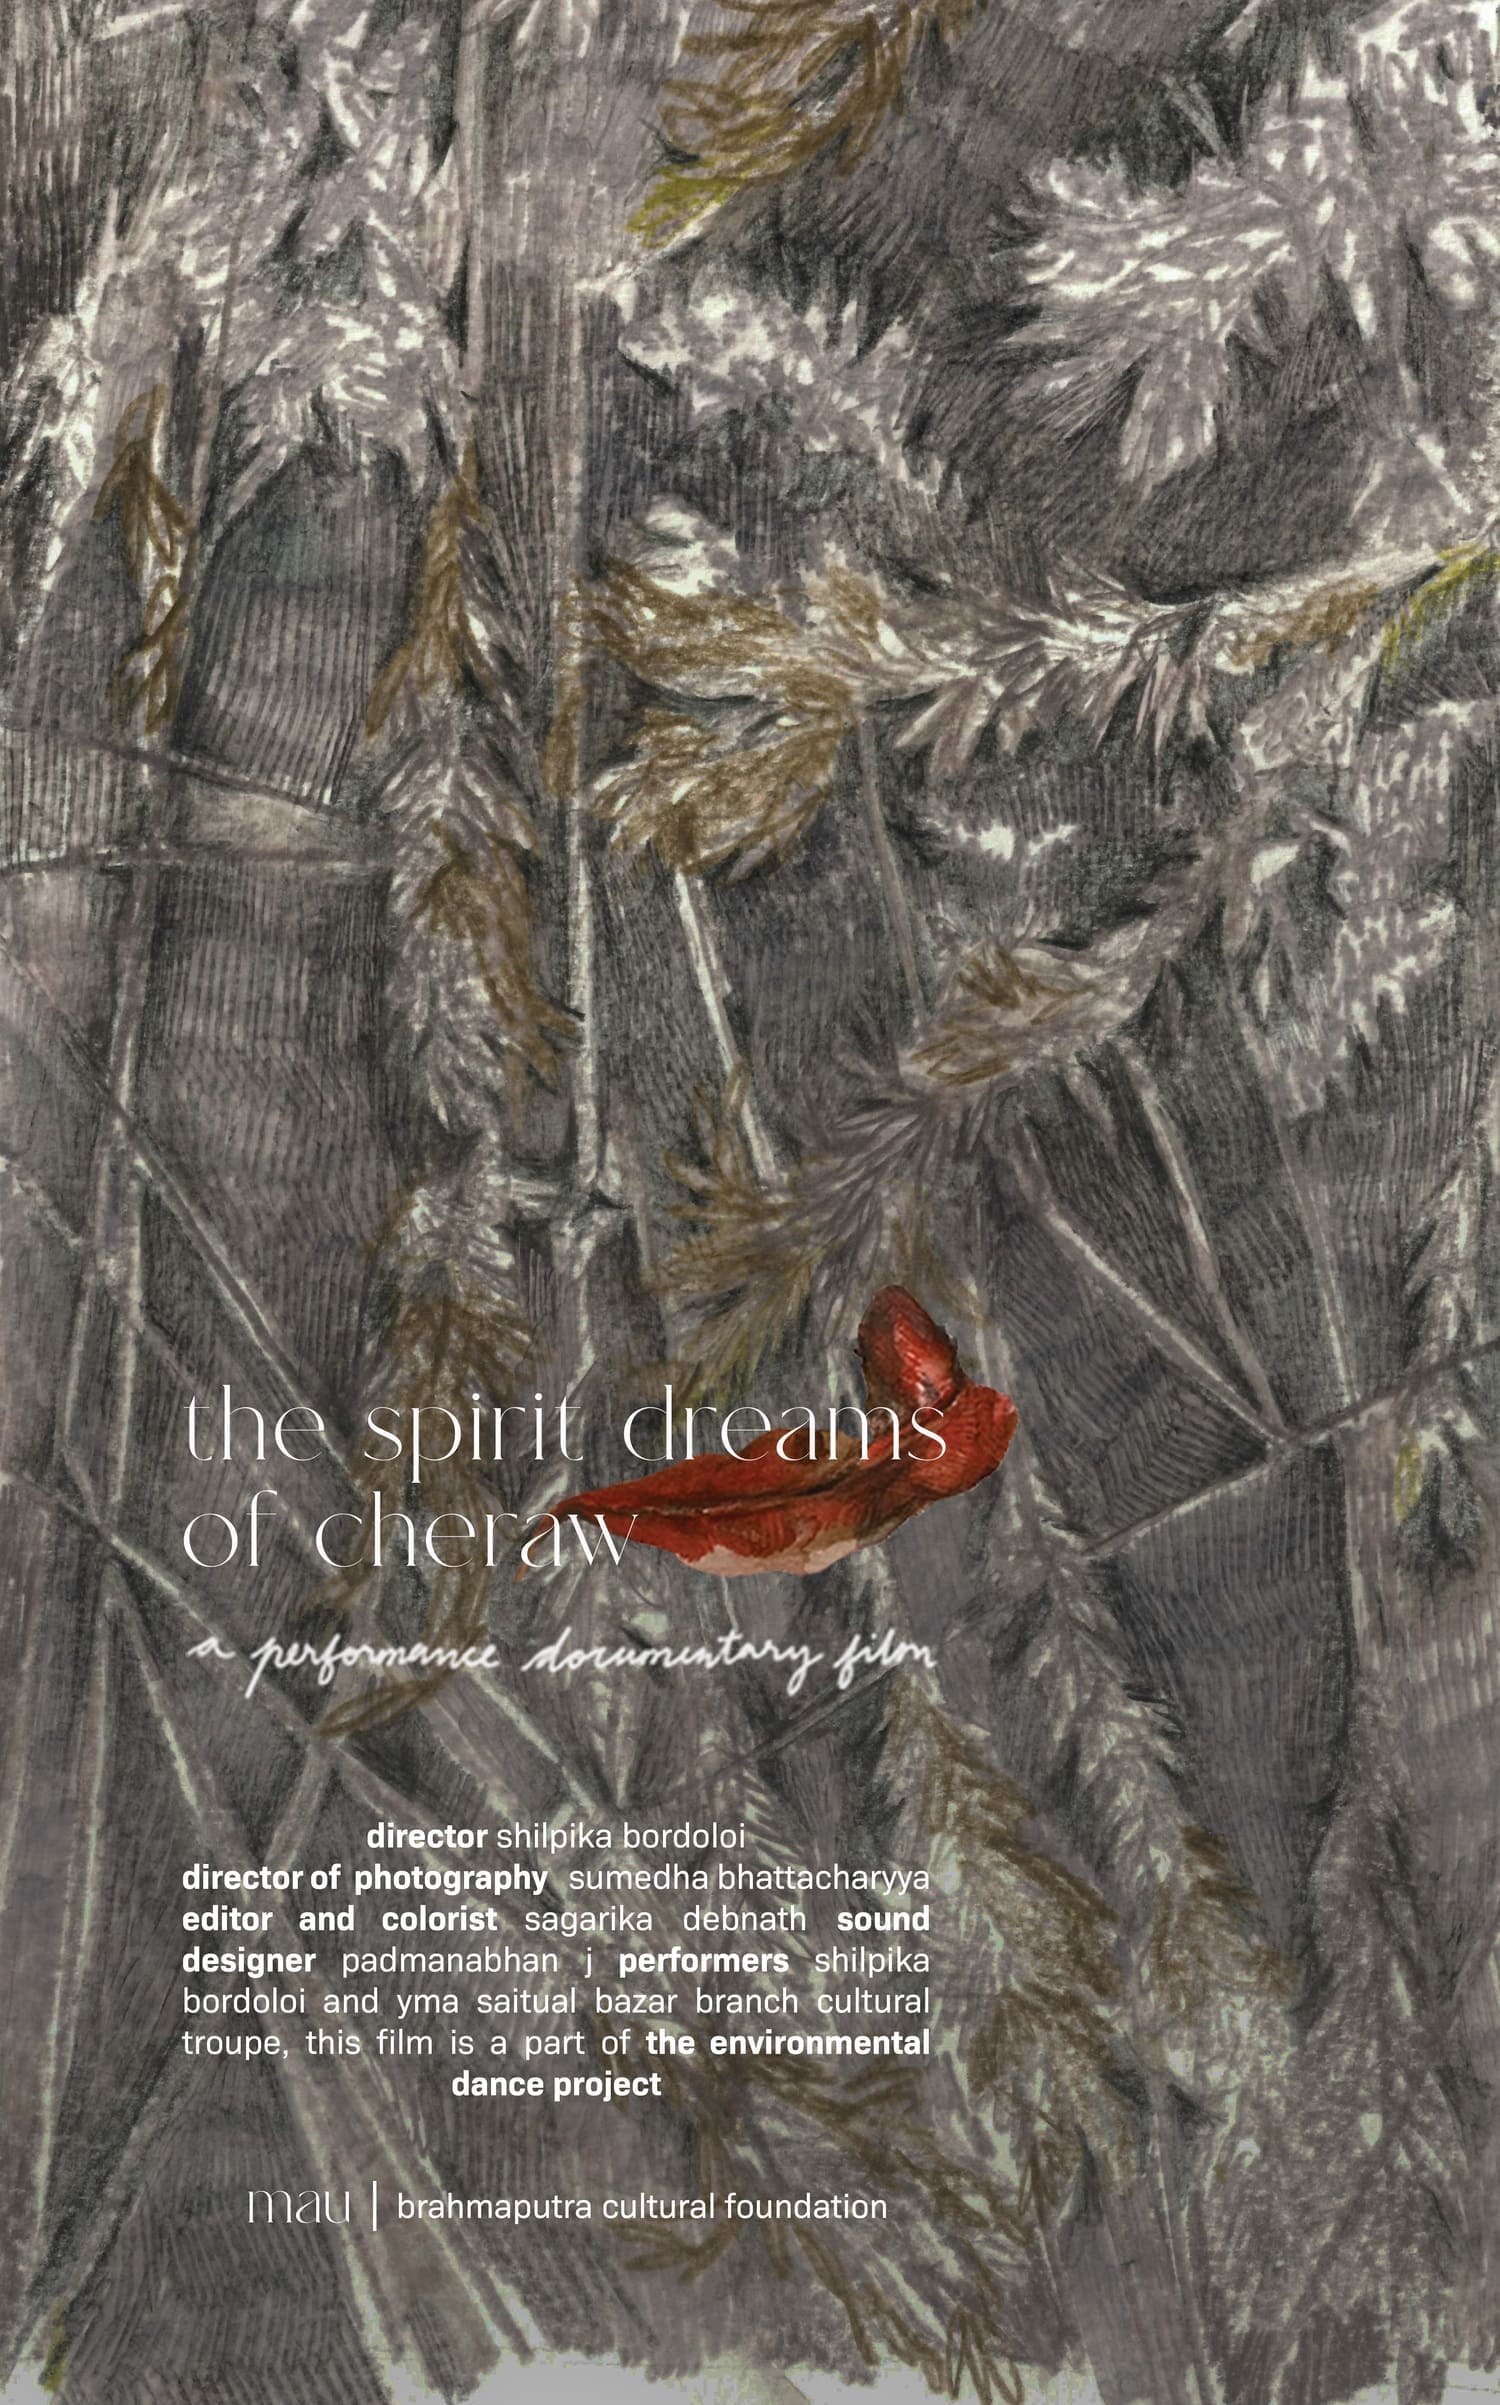 the spirit dreams
of cheraw
a performance documentary film
director shilpika bordoloi
director of photography sumedha bhattacharyya
editor and colorist sagarika debnath sound
designer padmanabhan j performers shilpika
bordoloi and yma saitual bazar branch cultural
troupe, this film is a part of the environmental
dance project
mau | brahmaputra cultural foundation